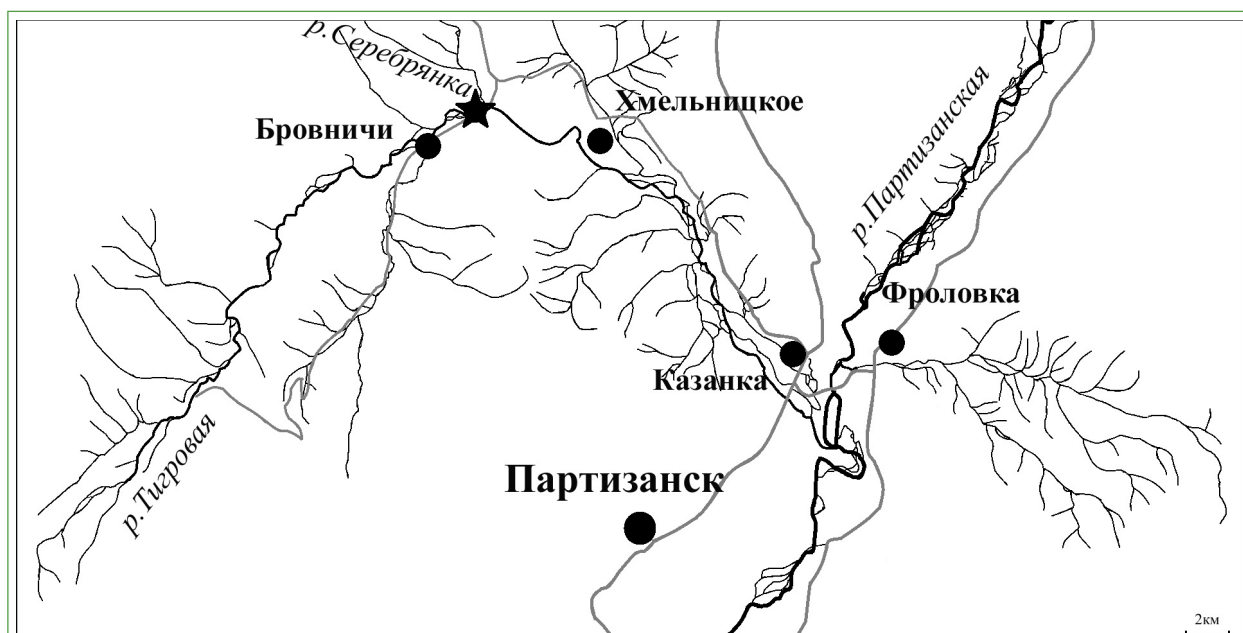 р.Серебрянка
Хмельницкое
Бровничи
р.Партизанская
Фроловка
Казанка
Партизанск
р.Тигровая
2км